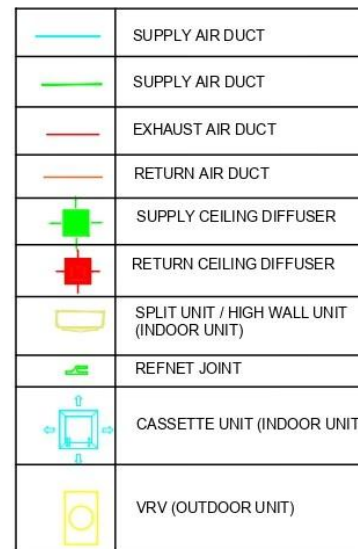 SUPPLY AIR DUCT
SUPPLY AIR DUCT
EXHAUST AIR DUCT
RETURN AIR DUCT
SUPPLY CEILING DIFFUSER
RETURN CEILING DIFFUSER
SPLIT UNIT / HIGH WALL UNIT
(INDOOR UNIT)
REFNET JOINT
CASSETTE UNIT (INDOOR UNIT
VRV (OUTDOOR UNIT)